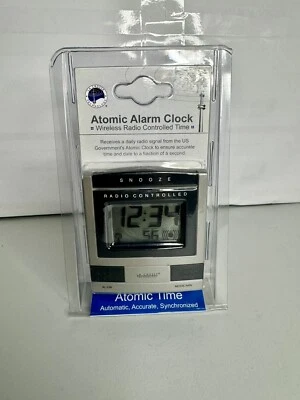 Atomic Alarm Clock
Wireless Radio Controlled Time
Receives a daily radio signal from the US
Government's Atomic Clock to ensure accurate
time and date to a fraction of a second.
SNOOZE
RADIO CONTROLLED
12:34
55
Atomic Time
Automatic, Accurate, Synchronized